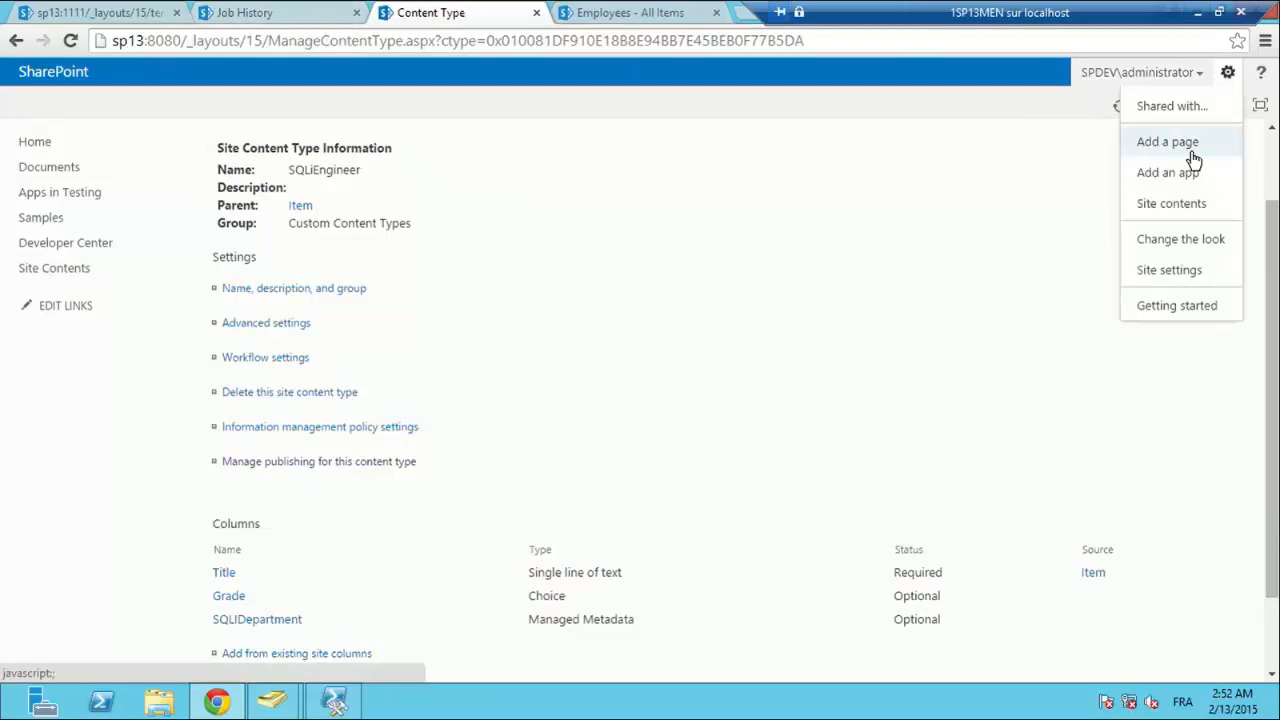 sp13:1111/_layouts/15/ter
Job History
Content Type
Employees - All Items
1SP13MEN sur localhost
sp13:8080/_layouts/15/ManageContentType.aspx?ctype=0x010081DF910E18B8E94BB7E45BEB0F77B5DA
SharePoint
SPDEV\administrator
?
Shared with...
Add a page
Add an app
Site contents
Change the look
Site settings
Getting started
Home
Documents
Apps in Testing
Samples
Developer Center
Site Contents
EDIT LINKS
Site Content Type Information
Name: SQLiEngineer
Description:
Parent: Item
Group: Custom Content Types
Settings
Name, description, and group
Advanced settings
Workflow settings
Delete this site content type
Information management policy settings
Manage publishing for this content type
Columns
Name Type Status Source
Title Single line of text Required Item
Grade Choice Optional
SQLIDepartment Managed Metadata Optional
Add from existing site columns
javascript:;
FRA
2:52 AM
2/13/2015